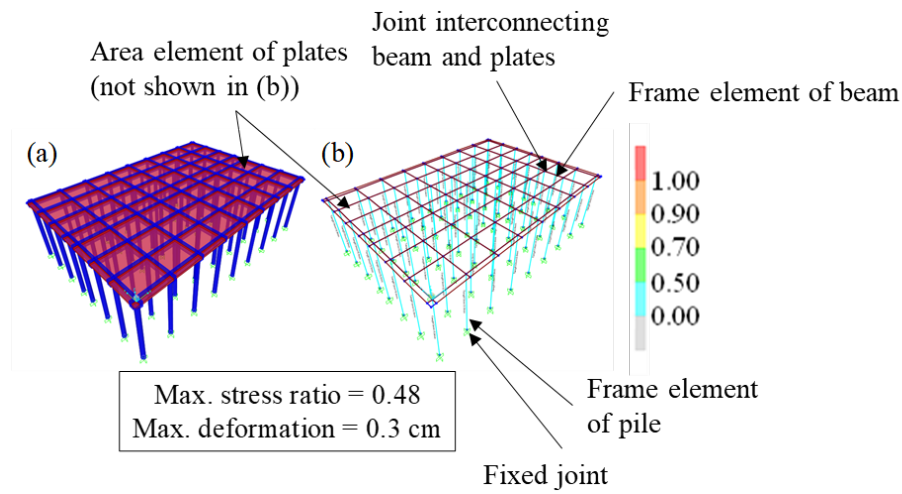 Area element of plates
(not shown in (b))
Joint interconnecting
beam and plates
Frame element of beam
(a)
(b)
1.00
0.90
0.70
0.50
0.00
Max. stress ratio = 0.48
Max. deformation = 0.3 cm
Frame element
of pile
Fixed joint